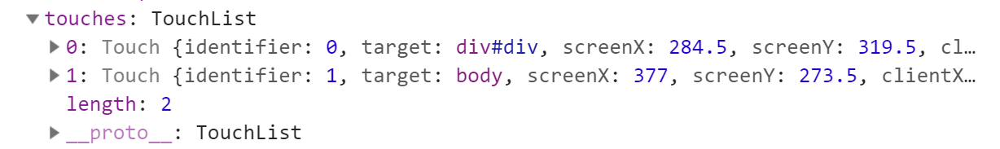 ▼touches: TouchList
▶0: Touch {identifier: 0, target: div#div, screenX: 284.5, screenY: 319.5, cl…
▶1: Touch {identifier: 1, target: body, screenX: 377, screenY: 273.5, clientX…
length: 2
▶__proto__: TouchList